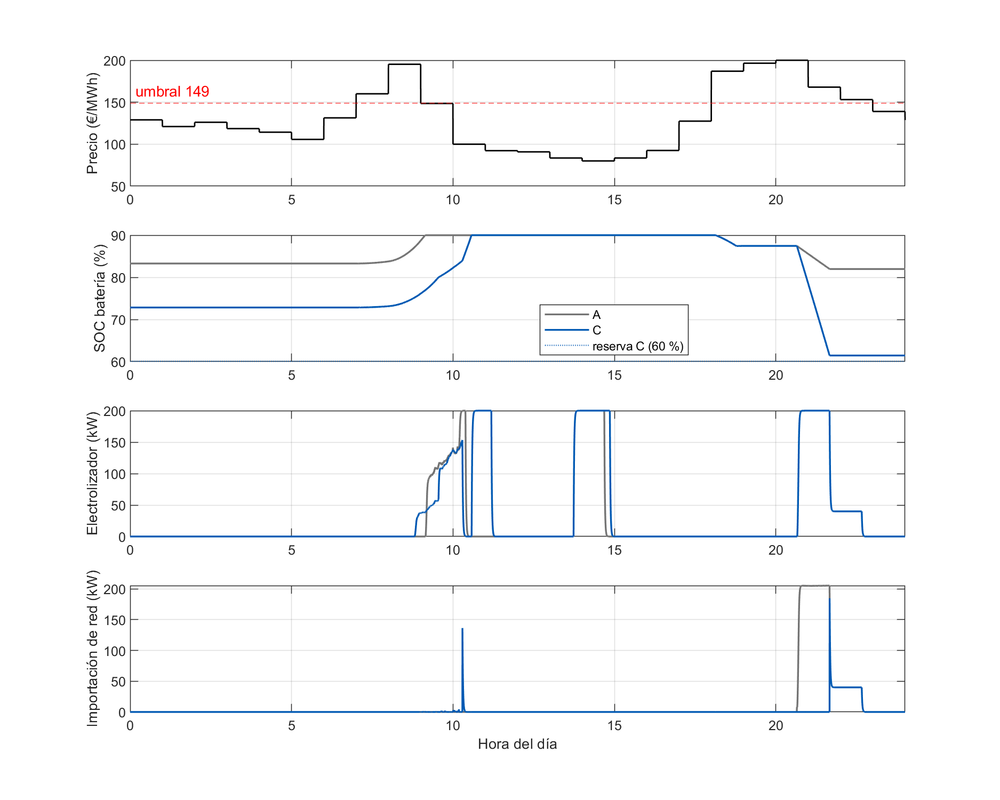 Precio (€/MWh)
200
150
100
50
umbral 149
0 5 10 15 20
SOC batería (%)
90
80
70
60
A
C
reserva C (60 %)
0 5 10 15 20
Electrolizador (kW)
200
150
100
50
0
0 5 10 15 20
Importación de red (kW)
200
150
100
50
0
0 5 10 15 20
Hora del día